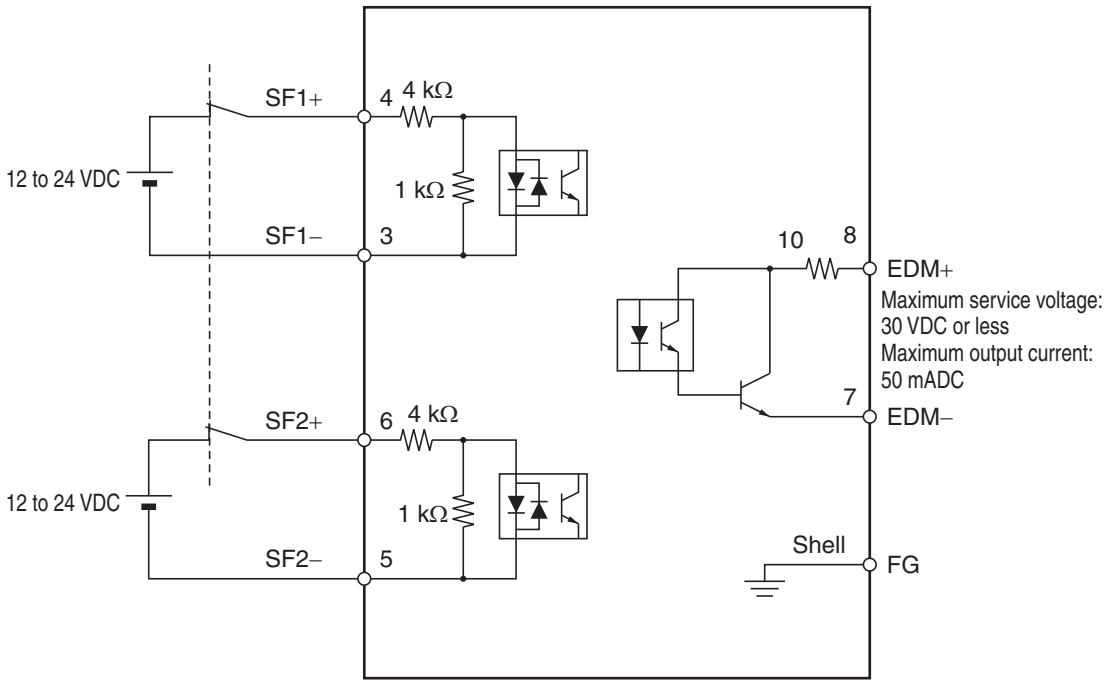 SF1+
4
4 kΩ
12 to 24 VDC
1 kΩ
SF1−
3
10
8
EDM+
Maximum service voltage:
30 VDC or less
Maximum output current:
50 mADC
7
EDM−
SF2+
6
4 kΩ
12 to 24 VDC
1 kΩ
SF2−
5
Shell
FG